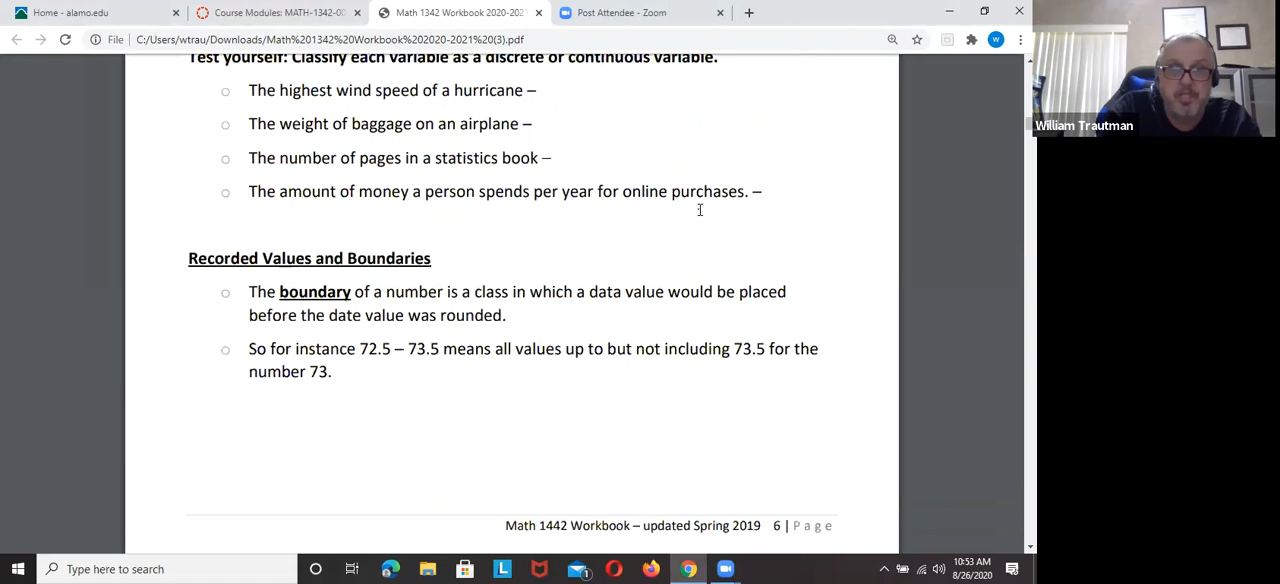 Home - alamo.edu
Course Modules: MATH-1342-00
Math 1342 Workbook 2020-202
Post Attendee - Zoom
File
C:/Users/wtrau/Downloads/Math%201342%20Workbook%202020-2021%20(3).pdf
W
William Trautman
Test yourself: Classify each variable as a discrete or continuous variable.
○ The highest wind speed of a hurricane –
○ The weight of baggage on an airplane –
○ The number of pages in a statistics book –
○ The amount of money a person spends per year for online purchases. –
Recorded Values and Boundaries
○ The boundary of a number is a class in which a data value would be placed
before the date value was rounded.
○ So for instance 72.5 – 73.5 means all values up to but not including 73.5 for the
number 73.
Math 1442 Workbook – updated Spring 2019 6 | Page
Type here to search
L
1
10:53 AM
8/26/2020